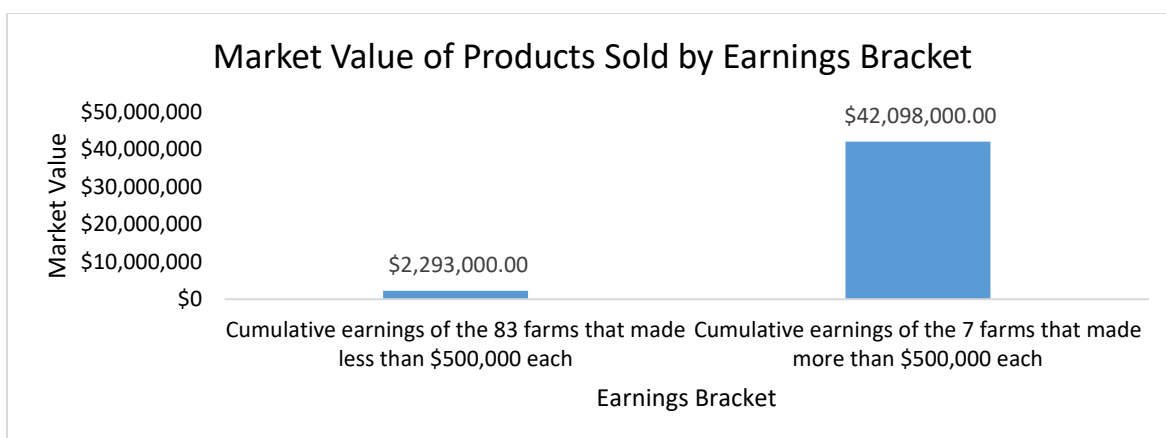 Market Value of Products Sold by Earnings Bracket
Market Value
$50,000,000
$40,000,000
$30,000,000
$20,000,000
$10,000,000
$0
$2,293,000.00
$42,098,000.00
Cumulative earnings of the 83 farms that made
less than $500,000 each
Cumulative earnings of the 7 farms that made
more than $500,000 each
Earnings Bracket